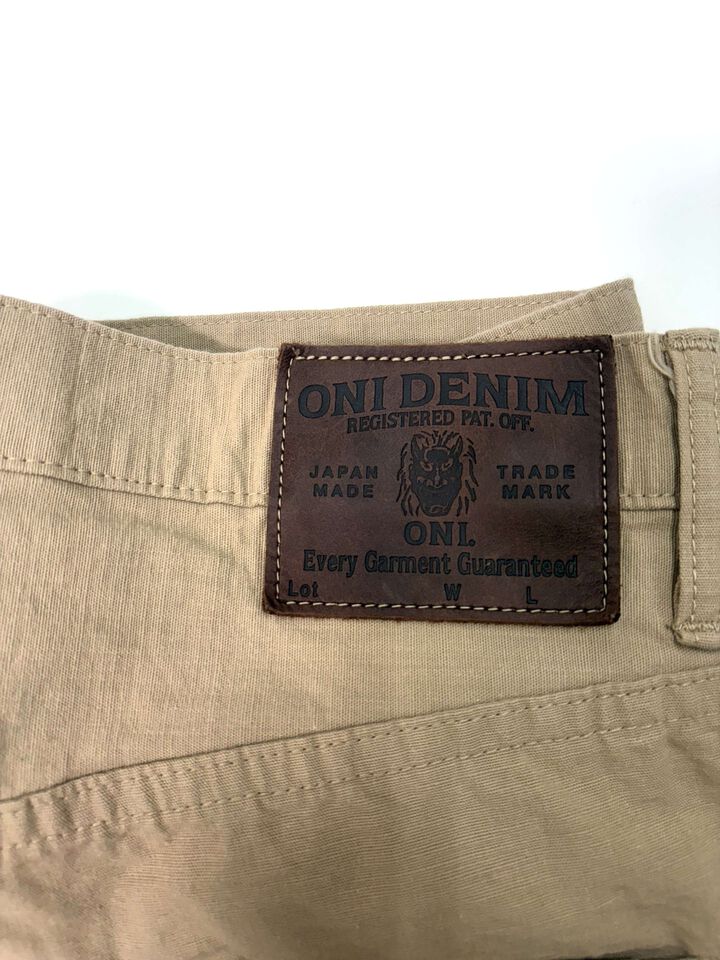 ONI DENIM
REGISTERED PAT. OFF.
JAPAN TRADE
MADE MARK
ONI.
Every Garment Guaranteed
Lot W L